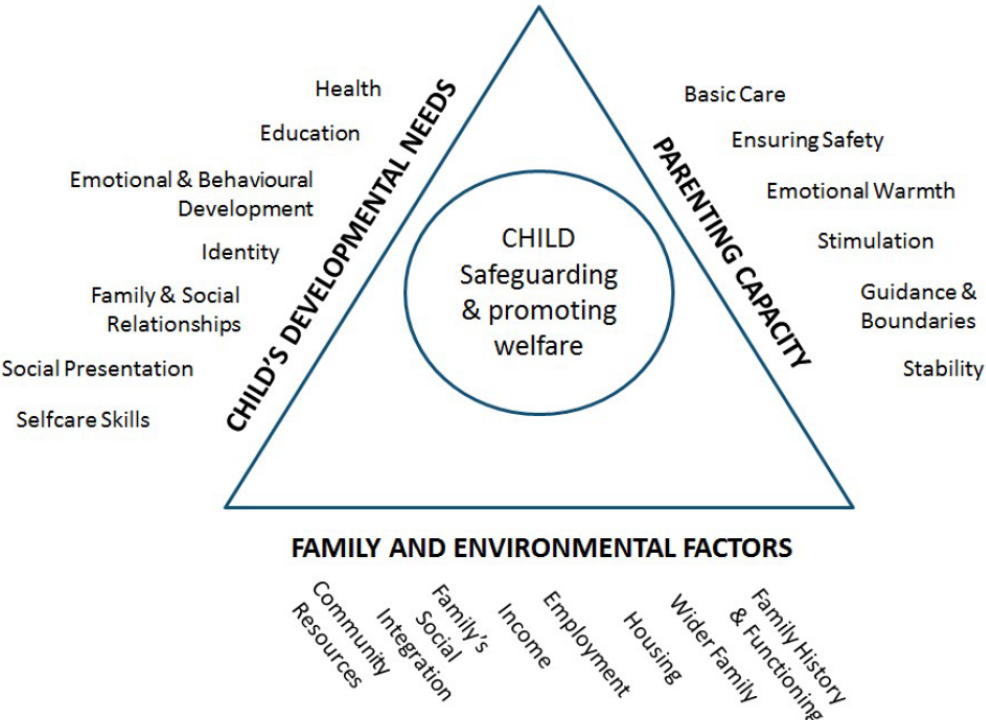 Health
Education
Emotional & Behavioural
Development
Identity
Family & Social
Relationships
Social Presentation
Selfcare Skills
CHILD'S DEVELOPMENTAL NEEDS
CHILD
Safeguarding
& promoting
welfare
PARENTING CAPACITY
Basic Care
Ensuring Safety
Emotional Warmth
Stimulation
Guidance &
Boundaries
Stability
FAMILY AND ENVIRONMENTAL FACTORS
Community
Resources
Family's
Social
Integration
Income
Employment
Housing
Wider Family
Family History
& Functioning